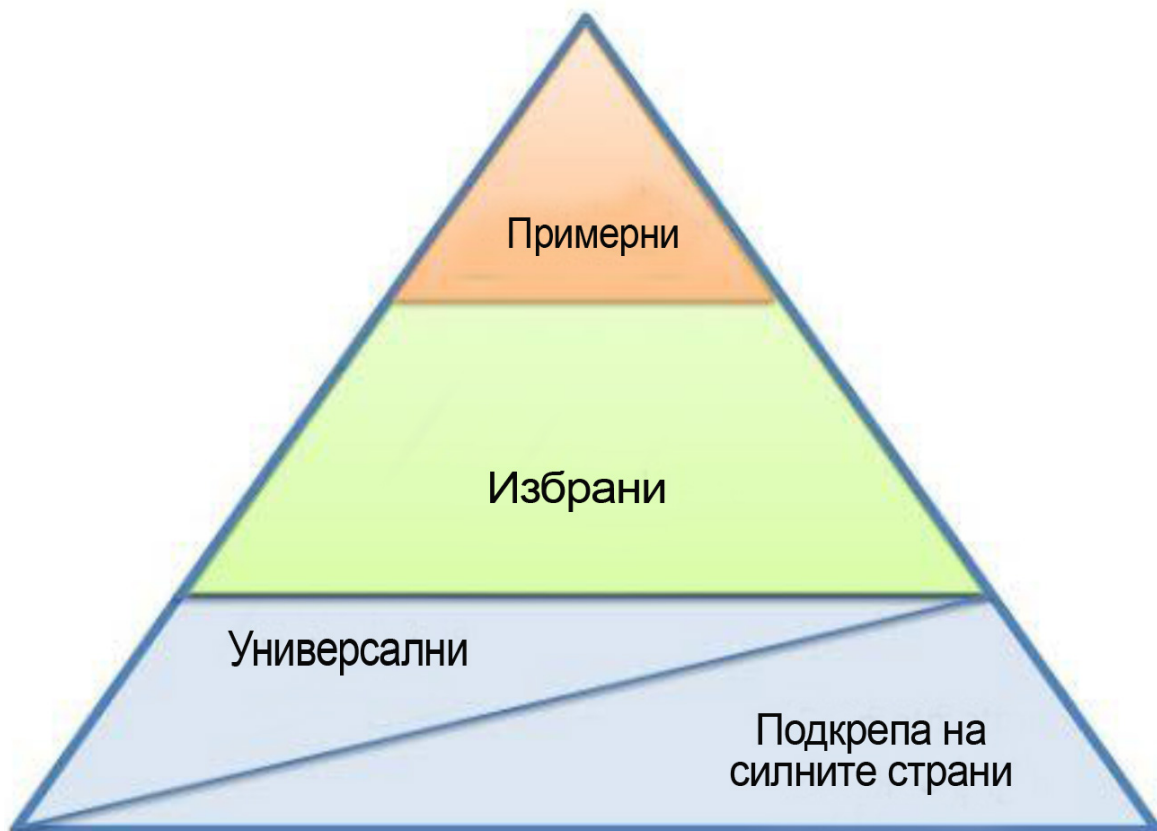 Примерни
Избрани
Универсални
Подкрепа на
силните страни